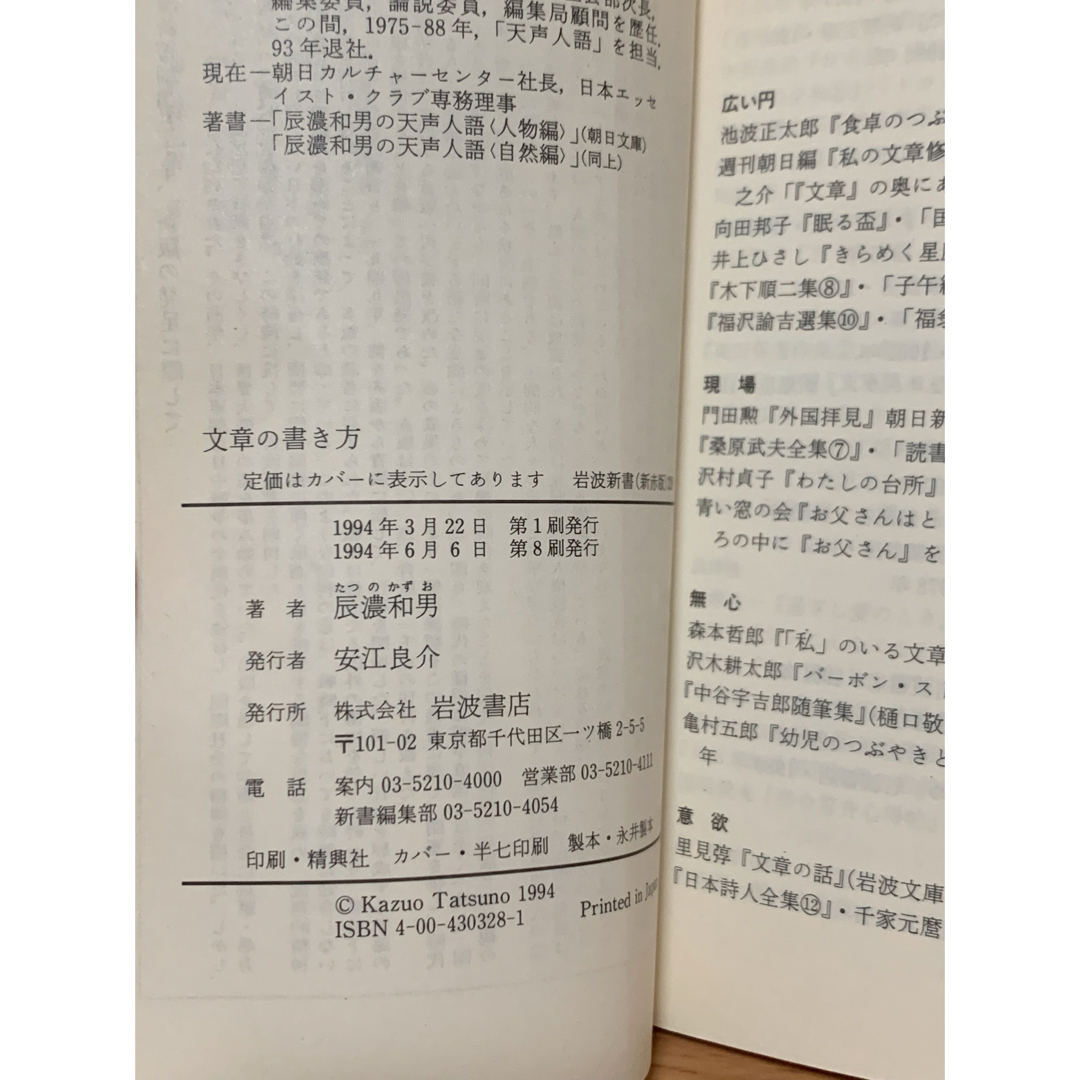 編集委員，論説委員，編集局顧問を歴任.
この間，1975-88年，「天声人語」を担当.
93年退社.
現在―朝日カルチャーセンター社長，日本エッセ
イスト・クラブ専務理事
著書―「辰濃和男の天声人語〈人物編〉」(朝日文庫)
「辰濃和男の天声人語〈自然編〉」(同上)
文章の書き方
定価はカバーに表示してあります 岩波新書(新赤版)
1994年3月22日 第1刷発行
1994年6月6日 第8刷発行
たつ の かず お
著 者 辰濃和男
発行者 安江良介
発行所 株式会社 岩波書店
〒101-02 東京都千代田区一ツ橋2-5-5
電 話 案内 03-5210-4000 営業部 03-5210-4111
新書編集部 03-5210-4054
印刷・精興社 カバー・半七印刷 製本・永井製本
© Kazuo Tatsuno 1994
ISBN 4-00-430328-1 Printed in Japan
広い円
池波正太郎『食卓のつぶ
週刊朝日編『私の文章修
之介「『文章』の奥にあ
向田邦子『眠る盃』・「国
井上ひさし『きらめく星座
『木下順二集⑧』・「子午線
『福沢諭吉選集⑩』・「福翁
現 場
門田勲『外国拝見』朝日新
『桑原武夫全集⑦』・「読書
沢村貞子『わたしの台所』
青い窓の会『お父さんはと
ろの中に『お父さん』を
無 心
森本哲郎『「私」のいる文章
沢木耕太郎『バーボン・スト
『中谷宇吉郎随筆集』(樋口敬
亀村五郎『幼児のつぶやきと
年
意 欲
里見弴『文章の話』(岩波文庫
『日本詩人全集⑫』・千家元麿